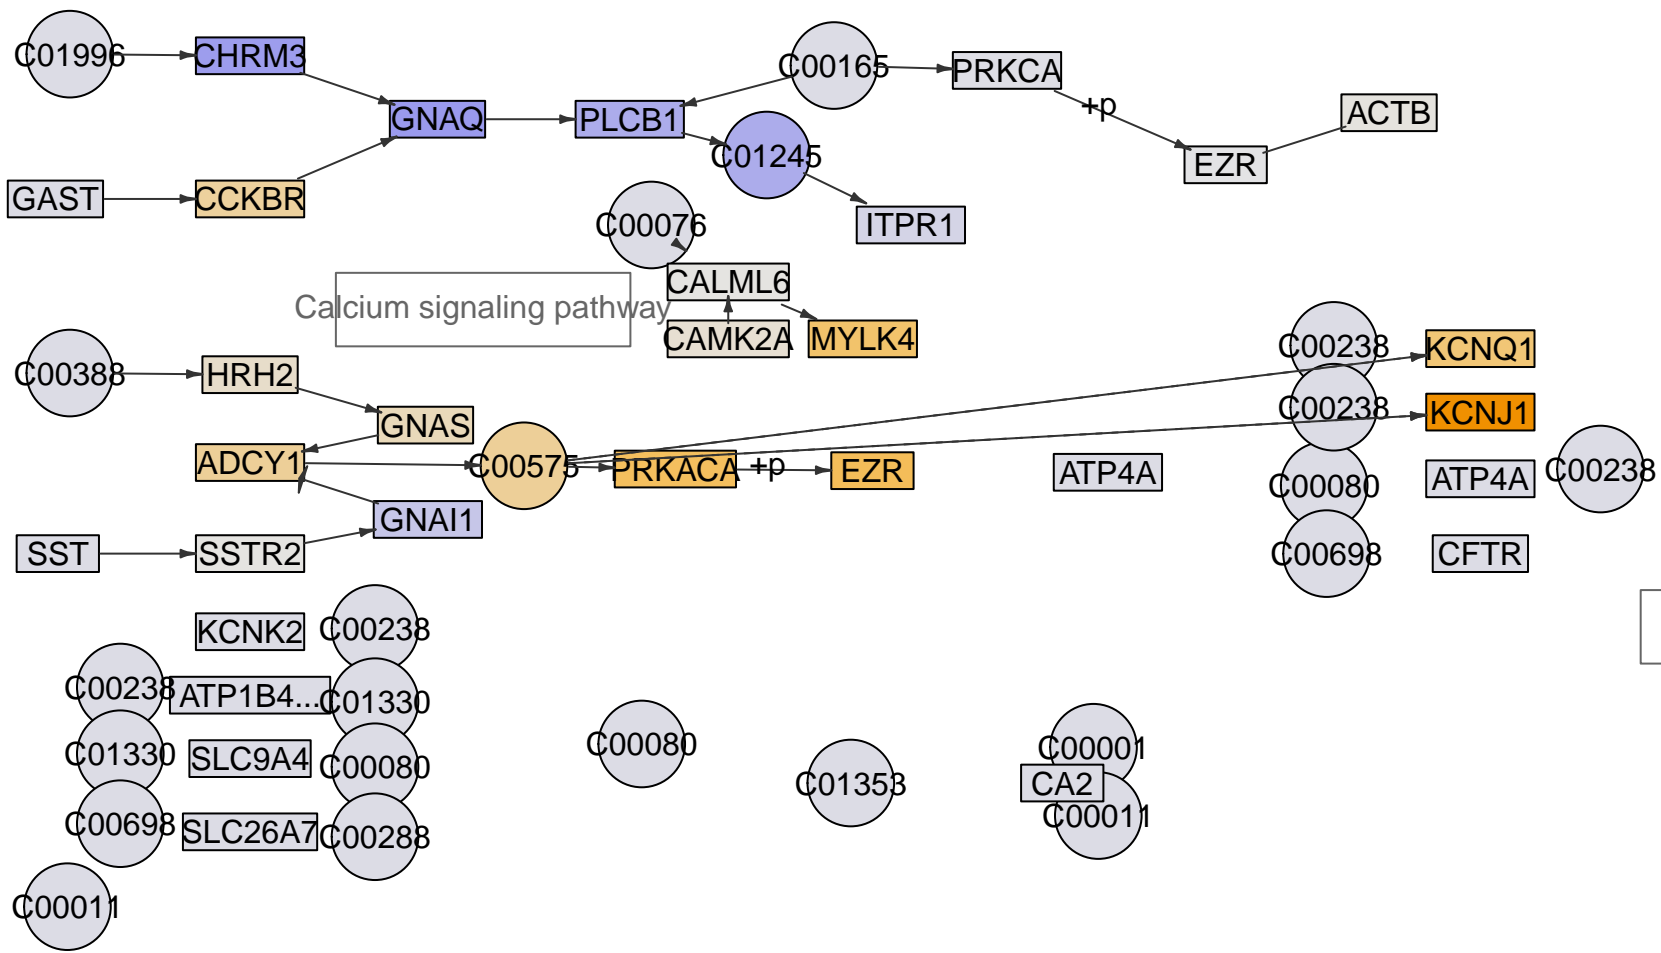 C01996
CHRM3
C00165
PRKCA
+p
ACTB
GNAQ
PLCB1
C01245
EZR
GAST
CCKBR
C00076
ITPR1
CALML6
Calcium signaling pathway
CAMK2A
MYLK4
C00238
KCNQ1
C00388
HRH2
C00238
KCNJ1
GNAS
ADCY1
C00575
PRKACA
+p
EZR
ATP4A
C00080
ATP4A
C00238
GNAI1
SST
SSTR2
C00698
CFTR
KCNK2
C00238
C00238
ATP1B4...
C01330
C01330
SLC9A4
C00080
C00080
C01353
C00001
CA2
C00011
C00698
SLC26A7
C00288
C00011